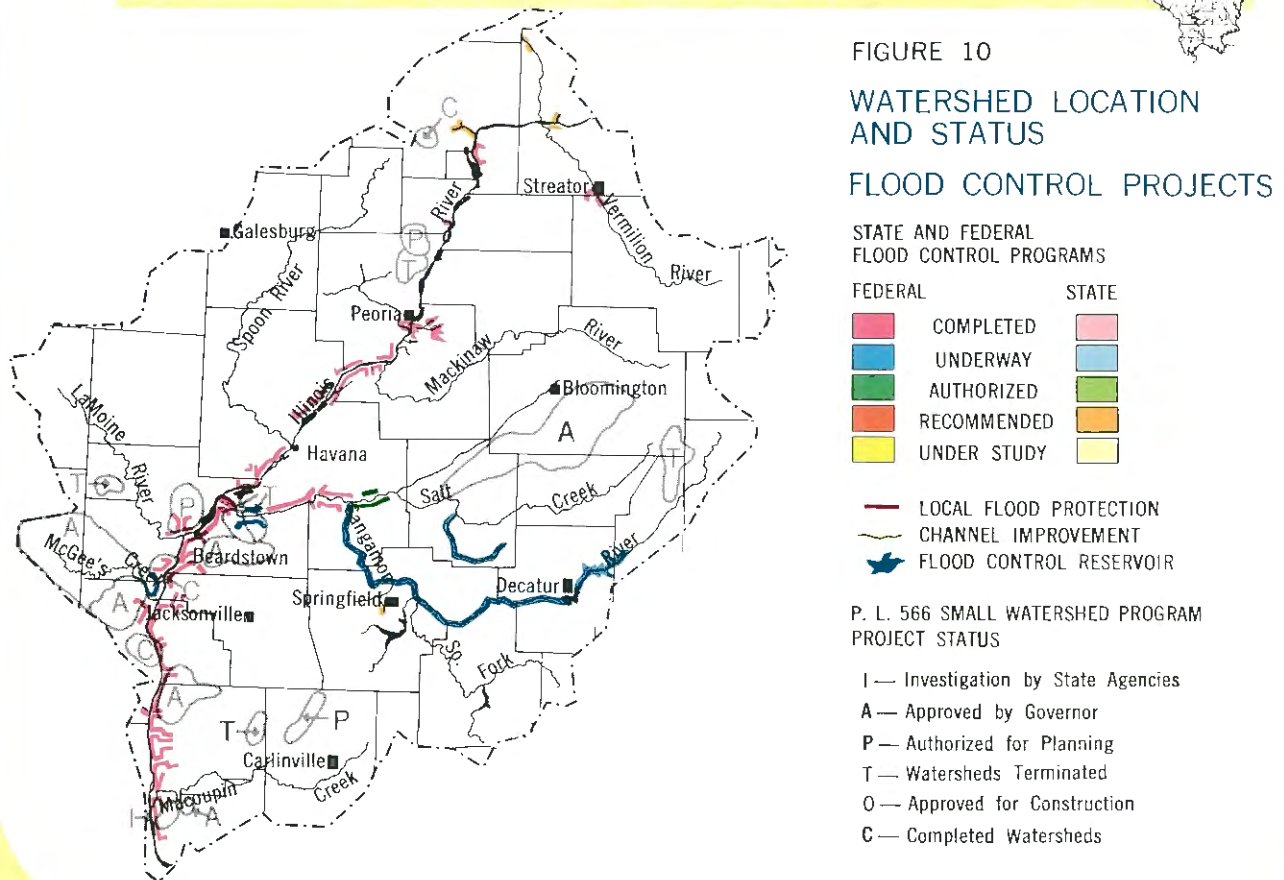 FIGURE 10
WATERSHED LOCATION
AND STATUS
FLOOD CONTROL PROJECTS
STATE AND FEDERAL
FLOOD CONTROL PROGRAMS
FEDERAL STATE
COMPLETED
UNDERWAY
AUTHORIZED
RECOMMENDED
UNDER STUDY
LOCAL FLOOD PROTECTION
CHANNEL IMPROVEMENT
FLOOD CONTROL RESERVOIR
P. L. 566 SMALL WATERSHED PROGRAM
PROJECT STATUS
I — Investigation by State Agencies
A — Approved by Governor
P — Authorized for Planning
T — Watersheds Terminated
O — Approved for Construction
C — Completed Watersheds
C
Streator
Vermilion
River
River
Galesburg
P
T
Spoon River
Peoria
Mackinaw
River
Illinois
Bloomington
A
LaMoine
River
Havana
T
T
P
T
Salt
Creek
A
Beardstown
A
McGee's
Cre
Sangamon
Decatur
River
A
C
Jacksonville
Springfield
So.
Fork
C
A
T
P
Carlinville
Macoupin
Creek
I
A